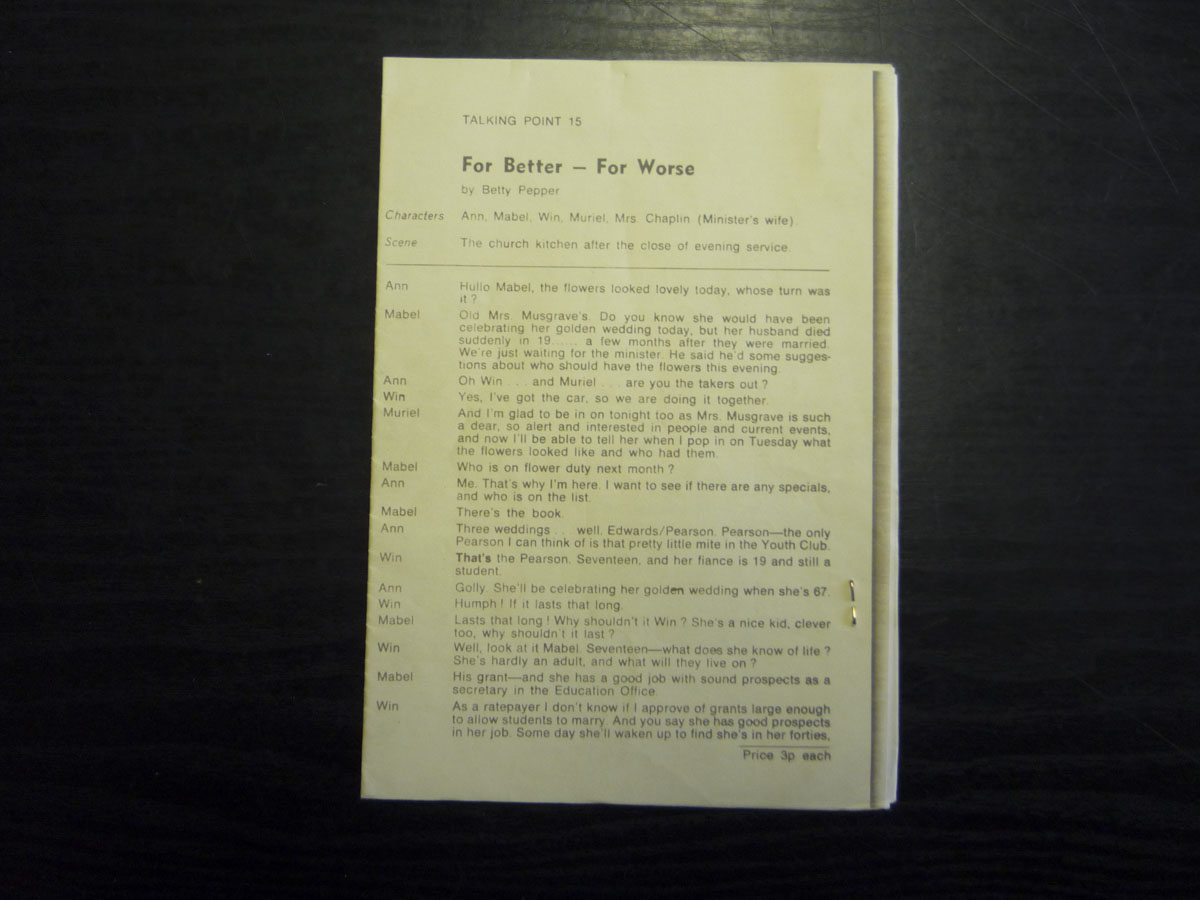 TALKING POINT 15
For Better – For Worse
by Betty Pepper
Characters Ann, Mabel, Win, Muriel, Mrs. Chaplin (Minister's wife).
Scene The church kitchen after the close of evening service.
Ann Hullo Mabel, the flowers looked lovely today, whose turn was
it?
Mabel Old Mrs. Musgrave's. Do you know she would have been
celebrating her golden wedding today, but her husband died
suddenly in 19...... a few months after they were married.
We're just waiting for the minister. He said he'd some sugges-
tions about who should have the flowers this evening.
Ann Oh Win . . . and Muriel . . . are you the takers out?
Win Yes, I've got the car, so we are doing it together.
Muriel And I'm glad to be in on tonight too as Mrs. Musgrave is such
a dear, so alert and interested in people and current events,
and now I'll be able to tell her when I pop in on Tuesday what
the flowers looked like and who had them.
Mabel Who is on flower duty next month?
Ann Me. That's why I'm here. I want to see if there are any specials,
and who is on the list.
Mabel There's the book.
Ann Three weddings . . . well. Edwards/Pearson. Pearson—the only
Pearson I can think of is that pretty little mite in the Youth Club.
Win That's the Pearson. Seventeen, and her fiance is 19 and still a
student.
Ann Golly. She'll be celebrating her golden wedding when she's 67.
Win Humph! If it lasts that long.
Mabel Lasts that long! Why shouldn't it Win? She's a nice kid, clever
too, why shouldn't it last?
Win Well, look at it Mabel. Seventeen—what does she know of life?
She's hardly an adult, and what will they live on?
Mabel His grant—and she has a good job with sound prospects as a
secretary in the Education Office.
Win As a ratepayer I don't know if I approve of grants large enough
to allow students to marry. And you say she has good prospects
in her job. Some day she'll waken up to find she's in her forties,
Price 3p each